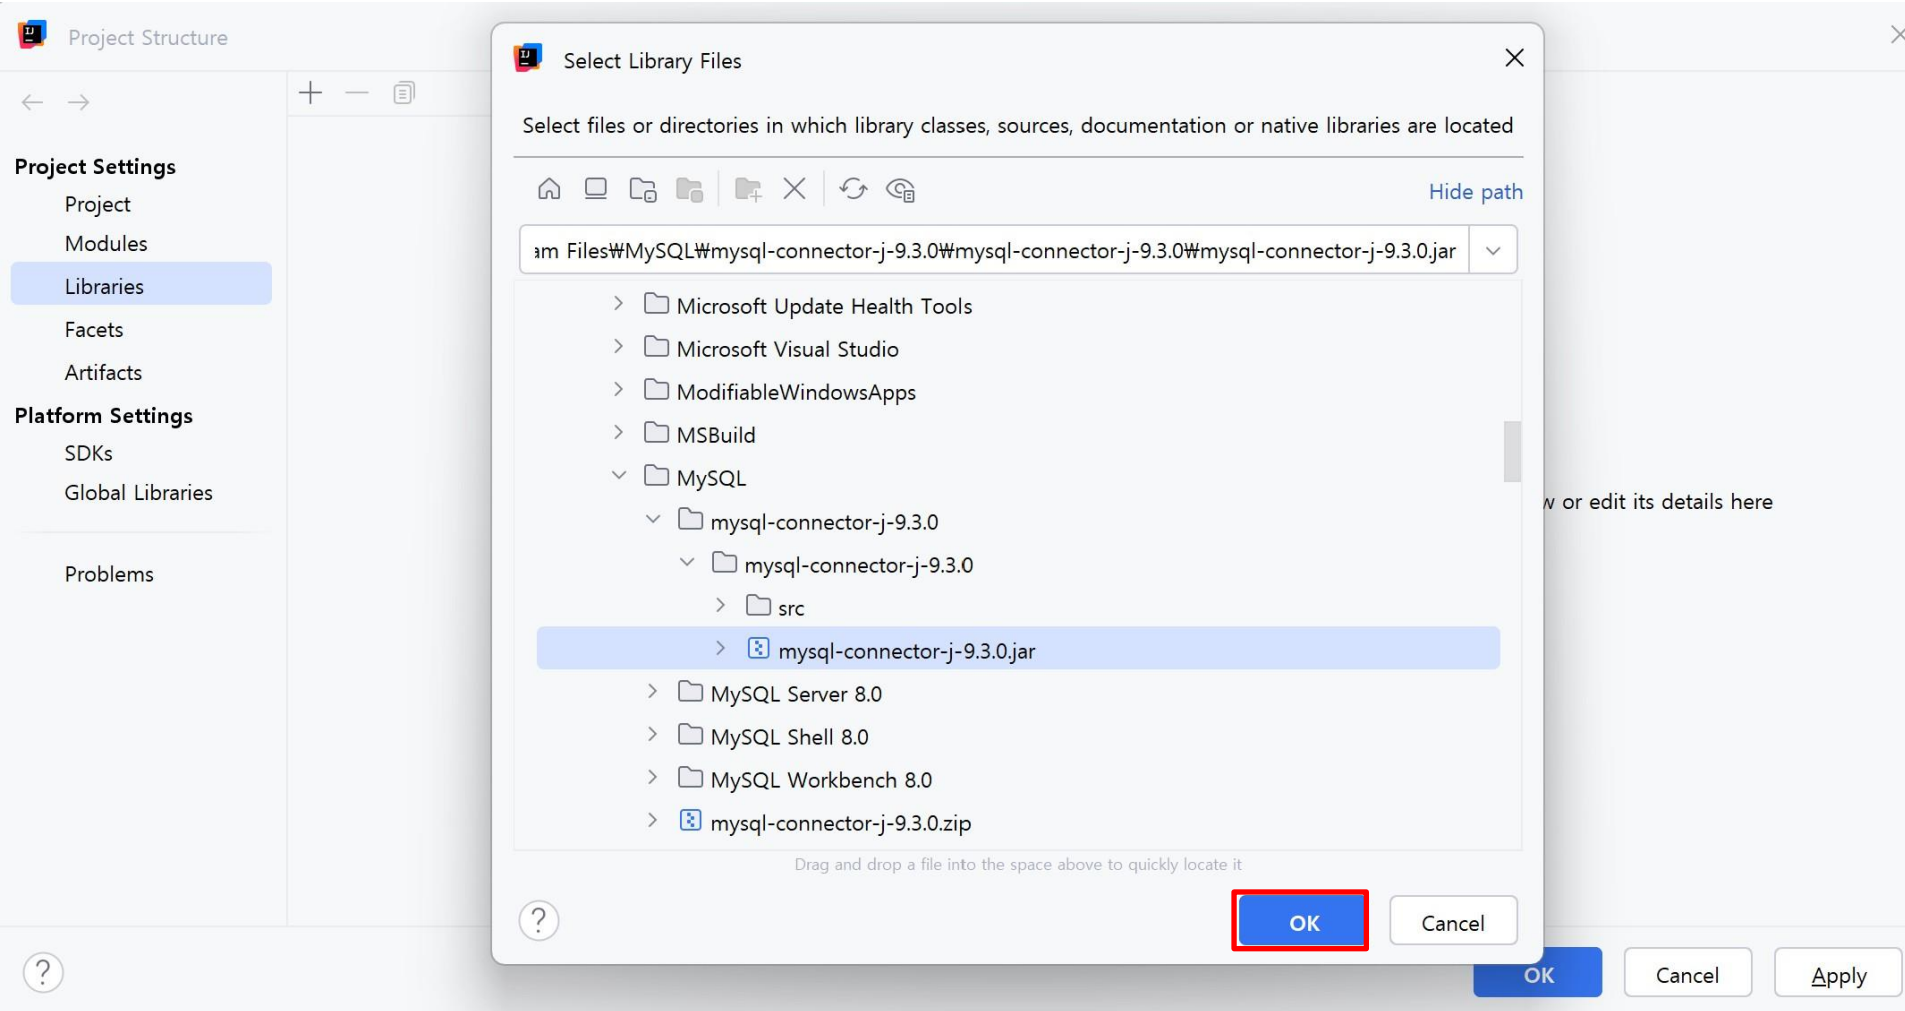 Project Structure
Project Settings
Project
Modules
Libraries
Facets
Artifacts
Platform Settings
SDKs
Global Libraries
Problems
Select Library Files
Select files or directories in which library classes, sources, documentation or native libraries are located
Hide path
am Files₩MySQL₩mysql-connector-j-9.3.0₩mysql-connector-j-9.3.0₩mysql-connector-j-9.3.0.jar
Microsoft Update Health Tools
Microsoft Visual Studio
ModifiableWindowsApps
MSBuild
MySQL
mysql-connector-j-9.3.0
mysql-connector-j-9.3.0
src
mysql-connector-j-9.3.0.jar
MySQL Server 8.0
MySQL Shell 8.0
MySQL Workbench 8.0
mysql-connector-j-9.3.0.zip
Drag and drop a file into the space above to quickly locate it
? OK Cancel
w or edit its details here
? OK Cancel Apply